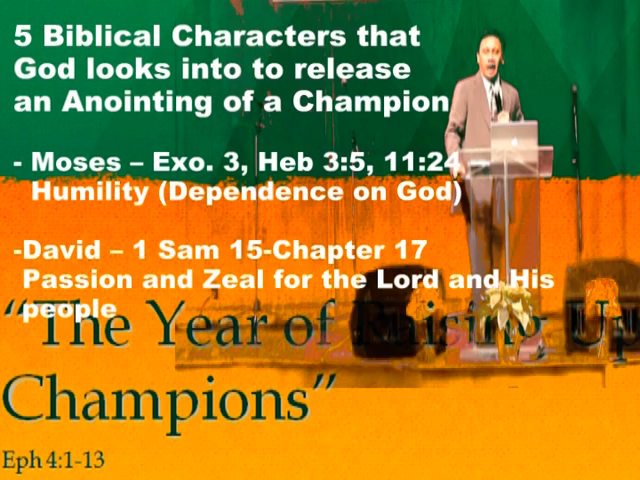 5 Biblical Characters that
God looks into to release
an Anointing of a Champion
- Moses – Exo. 3, Heb 3:5, 11:24 –
Humility (Dependence on God)
-David – 1 Sam 15-Chapter 17
Passion and Zeal for the Lord and His
people
“The Year of Raising Up
Champions”
Eph 4:1-13